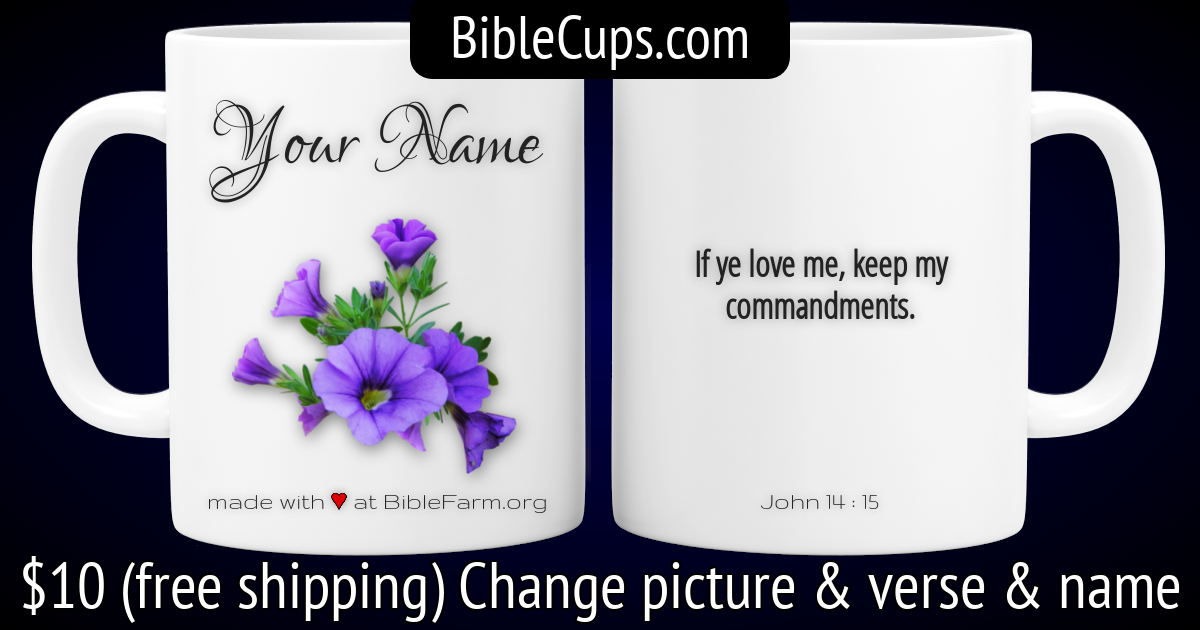 BibleCups.com
Your Name
made with ♥ at BibleFarm.org
If ye love me, keep my
commandments.
John 14 : 15
$10 (free shipping) Change picture & verse & name